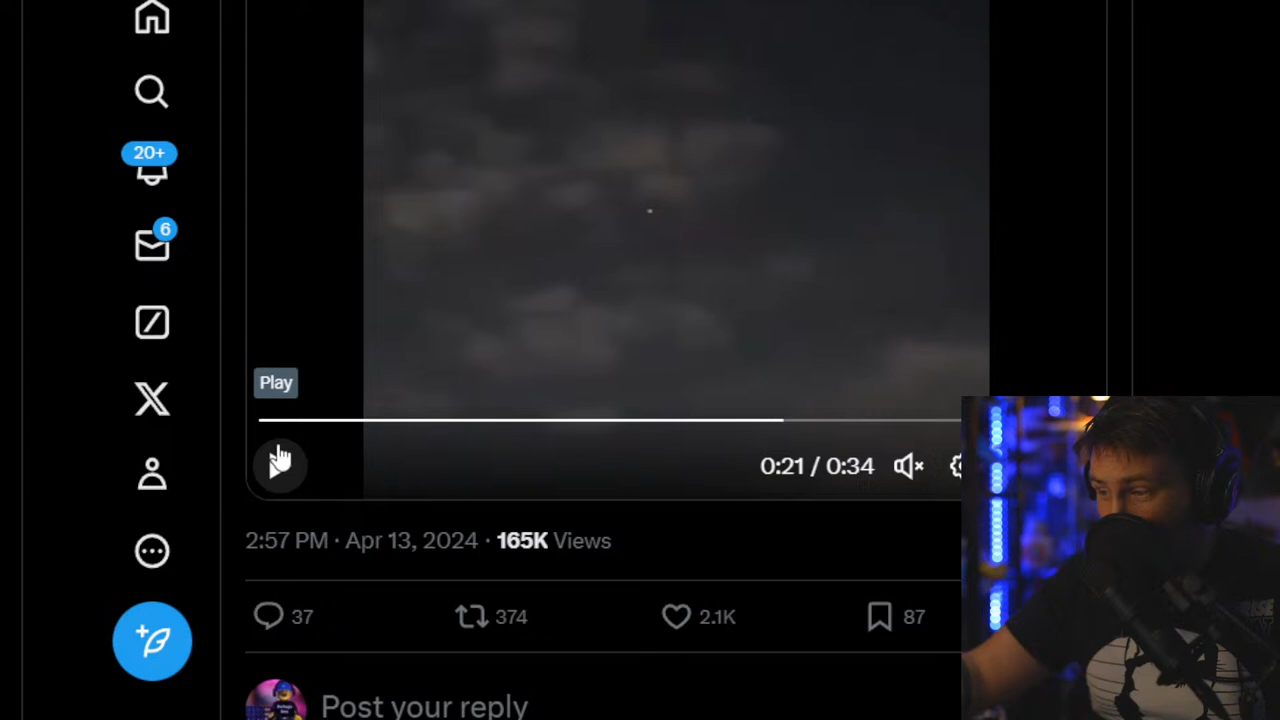 20+
6
Play
0:21 / 0:34
2:57 PM · Apr 13, 2024 · 165K Views
37 374 2.1K 87
Post your reply